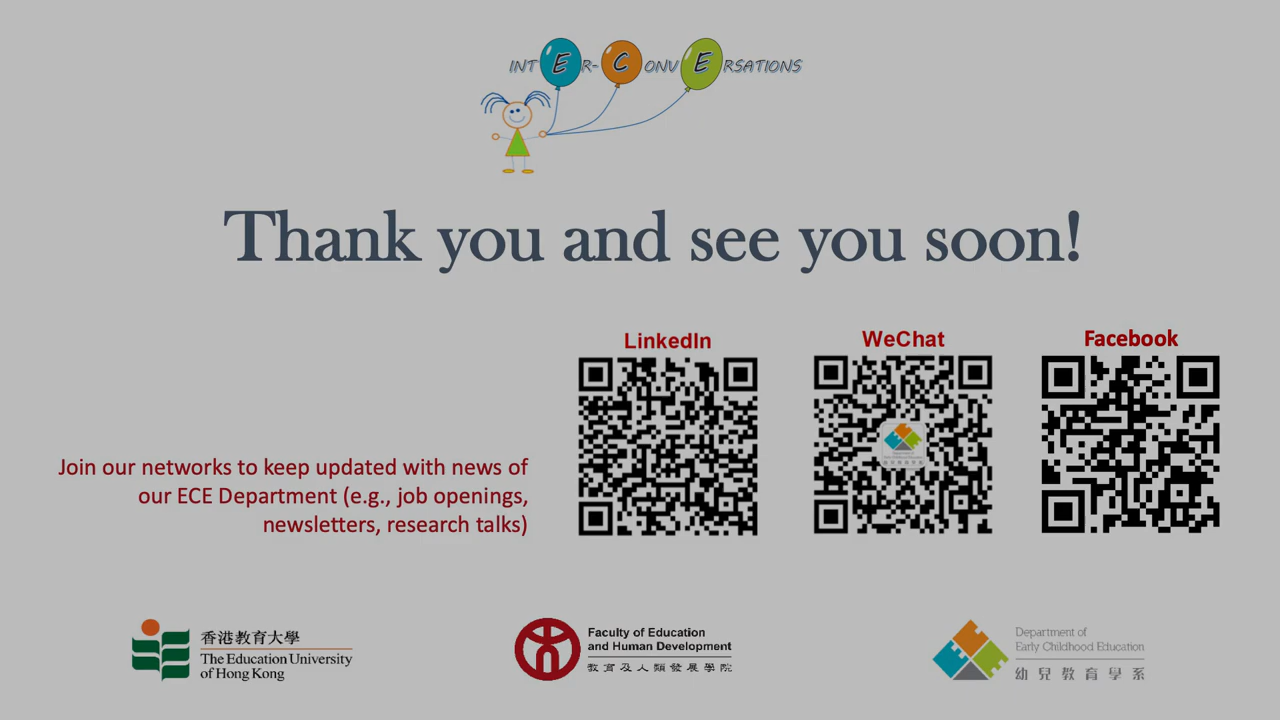 INTER-CONVERSATIONS
Thank you and see you soon!
LinkedIn
WeChat
Facebook
Join our networks to keep updated with news of
our ECE Department (e.g., job openings,
newsletters, research talks)
香港教育大學
The Education University
of Hong Kong
Faculty of Education
and Human Development
教育及人類發展學院
Department of
Early Childhood Education
幼兒教育學系